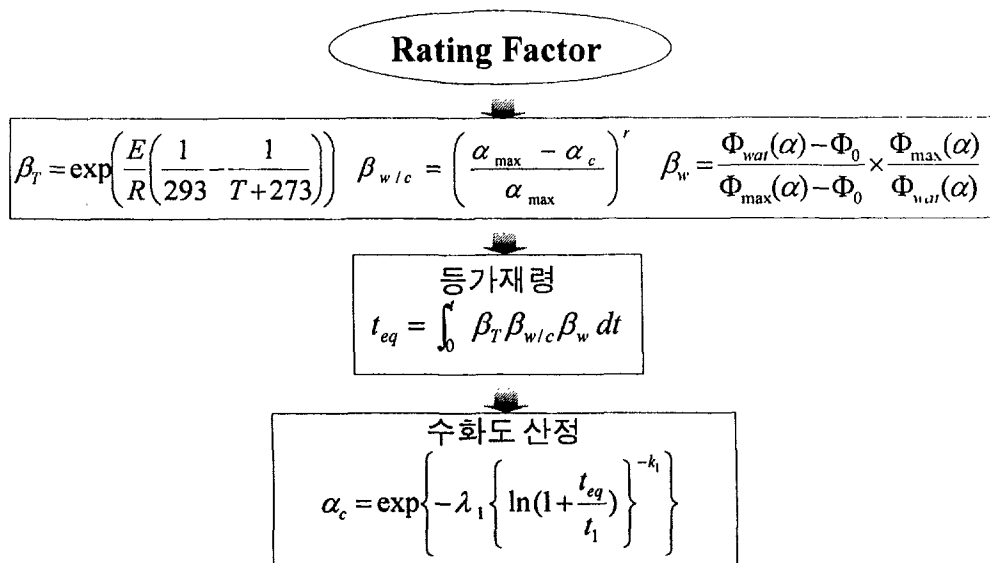 Rating Factor
β_T = exp(E/R(1/293 - 1/(T+273))) β_{w/c} = ((α_max - α_c)/α_max)^r β_w = (Φ_wat(α) - Φ_0)/(Φ_max(α) - Φ_0) × Φ_max(α)/Φ_wat(α)
등가재령
t_eq = ∫_0^t β_T β_{w/c} β_w dt
수화도 산정
α_c = exp{-λ_1{ln(1+t_eq/t_1)}^{-k_1}}